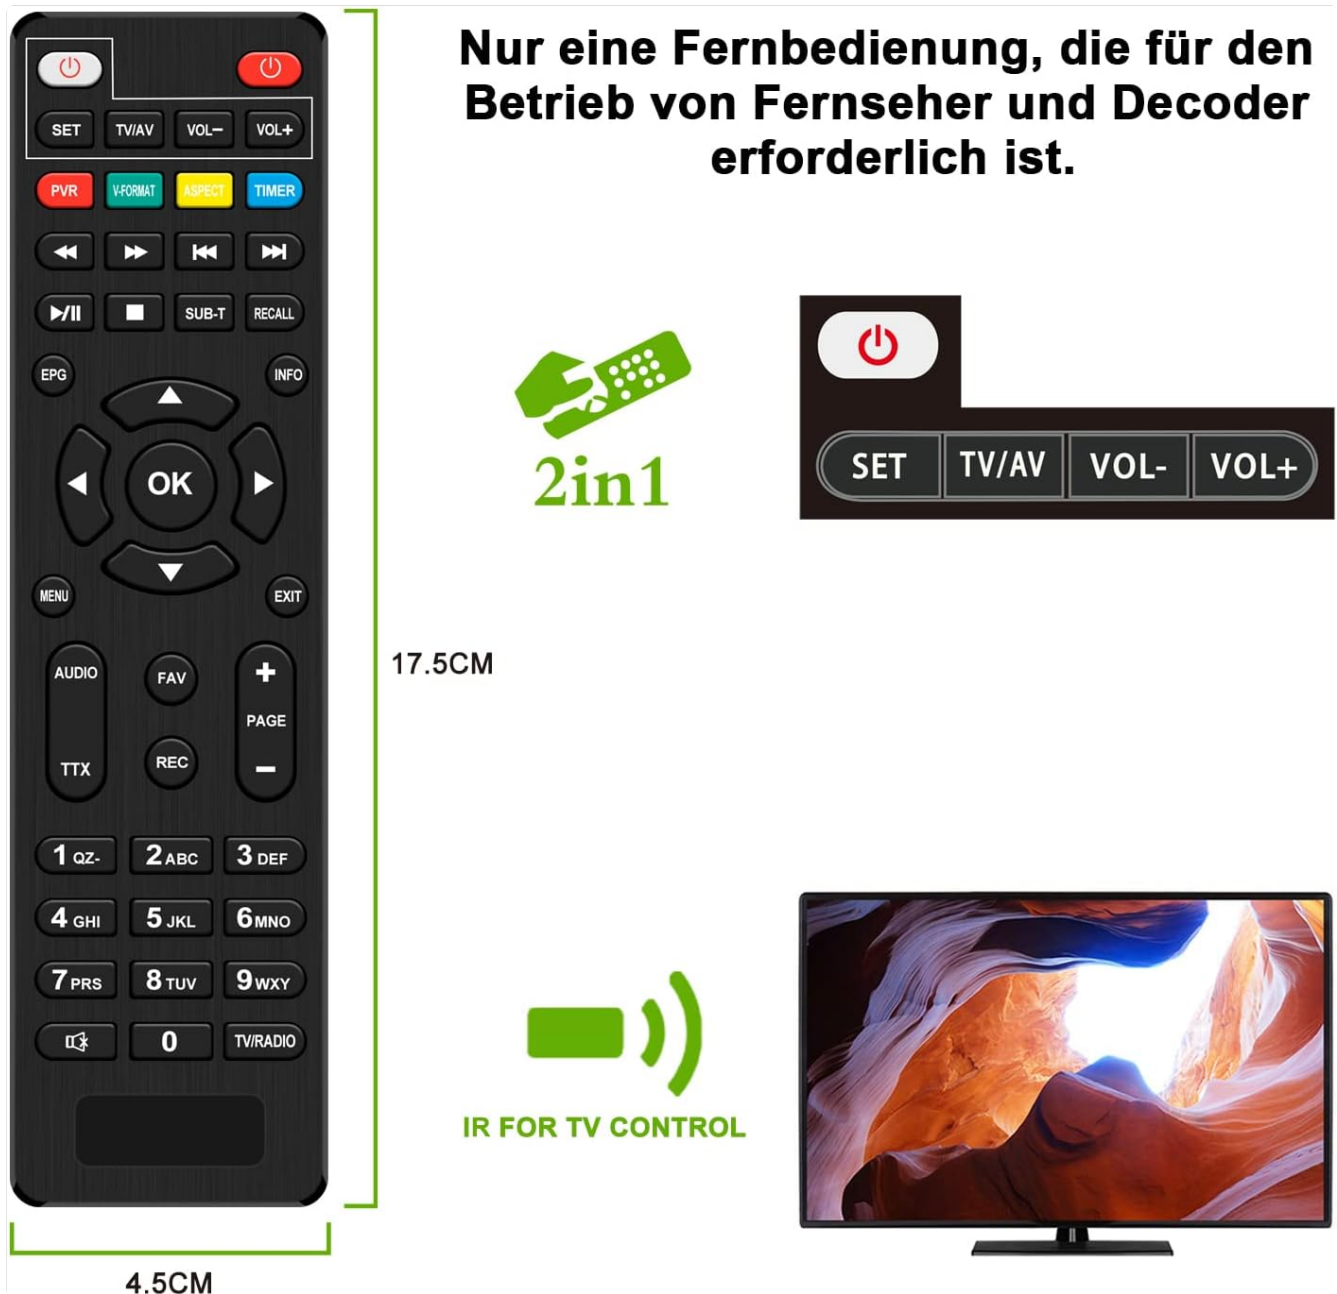 Nur eine Fernbedienung, die für den
Betrieb von Fernseher und Decoder
erforderlich ist.
SET TV/AV VOL- VOL+
PVR V-FORMAT ASPECT TIMER
SUB-T RECALL
EPG INFO
OK
MENU EXIT
AUDIO FAV + PAGE -
TTX REC
1 QZ- 2 ABC 3 DEF
4 GHI 5 JKL 6 MNO
7 PRS 8 TUV 9 WXY
0 TV/RADIO
17.5CM
4.5CM
2in1
SET TV/AV VOL- VOL+
IR FOR TV CONTROL